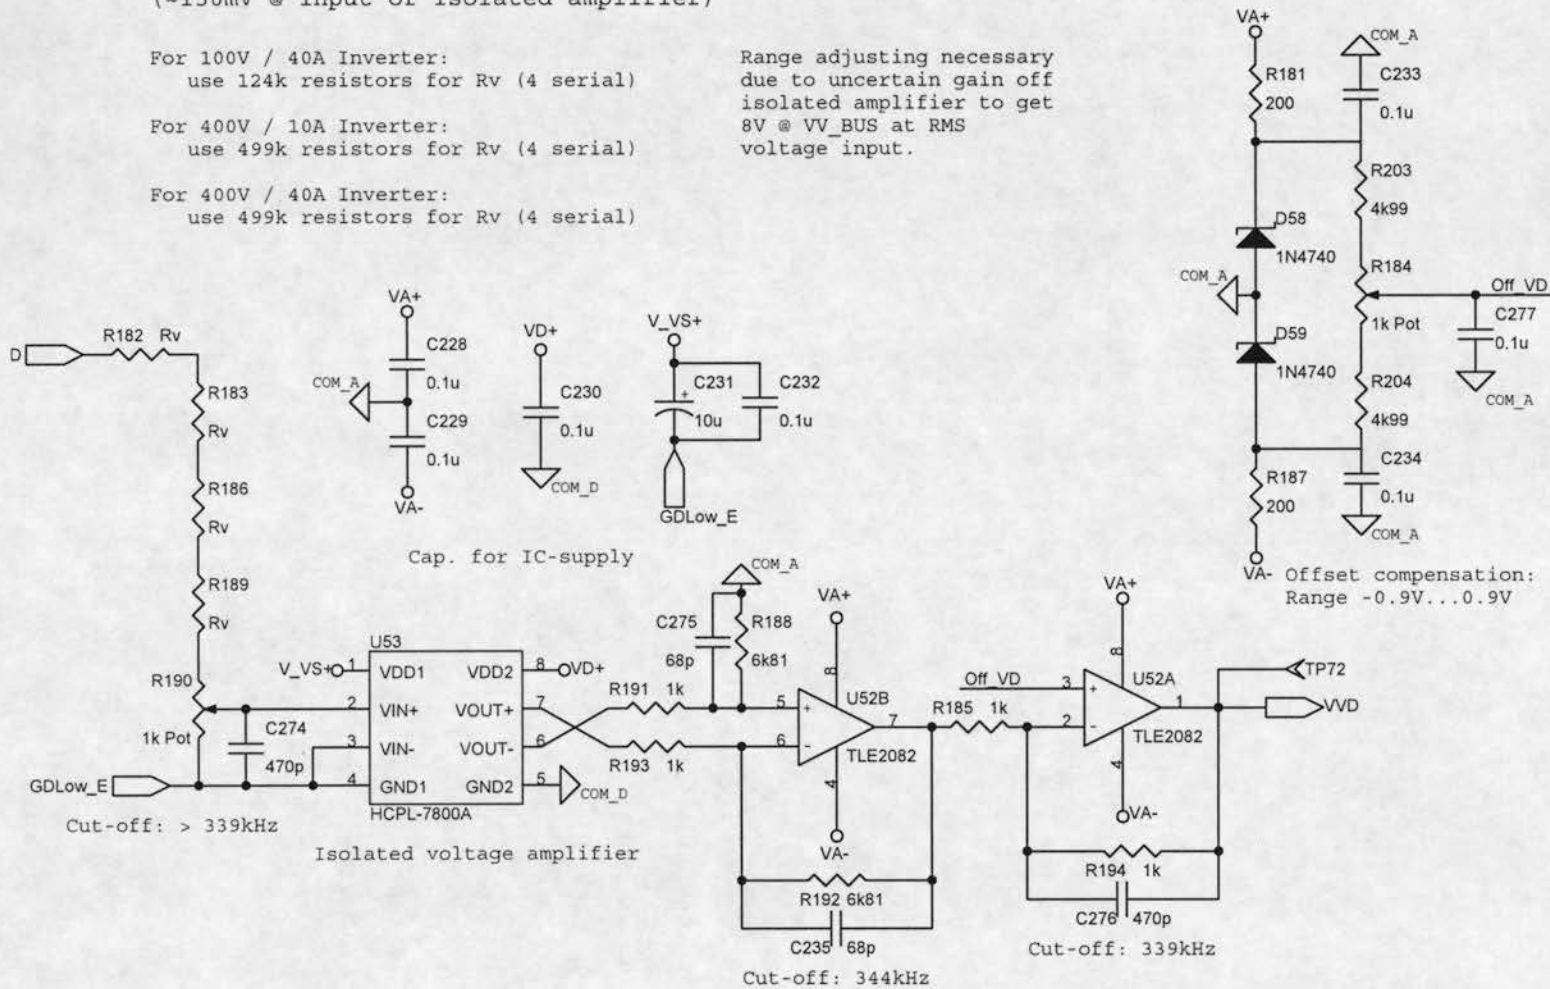 (~150mV @ input of isolated amplifier)
For 100V / 40A Inverter:
use 124k resistors for Rv (4 serial)
For 400V / 10A Inverter:
use 499k resistors for Rv (4 serial)
For 400V / 40A Inverter:
use 499k resistors for Rv (4 serial)
Range adjusting necessary
due to uncertain gain off
isolated amplifier to get
8V @ VV_BUS at RMS
voltage input.
VA+
COM_A
R181
200
C233
0.1u
R203
4k99
D58
1N4740
COM_A
R184
1k Pot
Off_VD
C277
0.1u
COM_A
D59
1N4740
R204
4k99
C234
0.1u
COM_A
R187
200
VA-
Offset compensation:
Range -0.9V...0.9V
D
R182 Rv
R183
Rv
R186
Rv
R189
Rv
R190
1k Pot
VA+
C228
0.1u
COM_A
C229
0.1u
VA-
VD+
C230
0.1u
COM_D
V_VS+
C231
+
10u
C232
0.1u
GDLow_E
Cap. for IC-supply
U53
V_VS+
1
VDD1
VDD2
8
VD+
2
VIN+
VOUT+
7
3
VIN-
VOUT-
6
4
GND1
GND2
5
COM_D
HCPL-7800A
C274
470p
GDLow_E
Cut-off: > 339kHz
Isolated voltage amplifier
R191 1k
R193 1k
COM_A
C275
68p
R188
6k81
VA+
8
5
+
6
-
U52B
7
TLE2082
4
VA-
R192 6k81
C235 68p
Cut-off: 344kHz
R185 1k
Off_VD
VA+
8
3
+
2
-
U52A
1
TLE2082
4
VA-
TP72
VVD
R194 1k
C276 470p
Cut-off: 339kHz